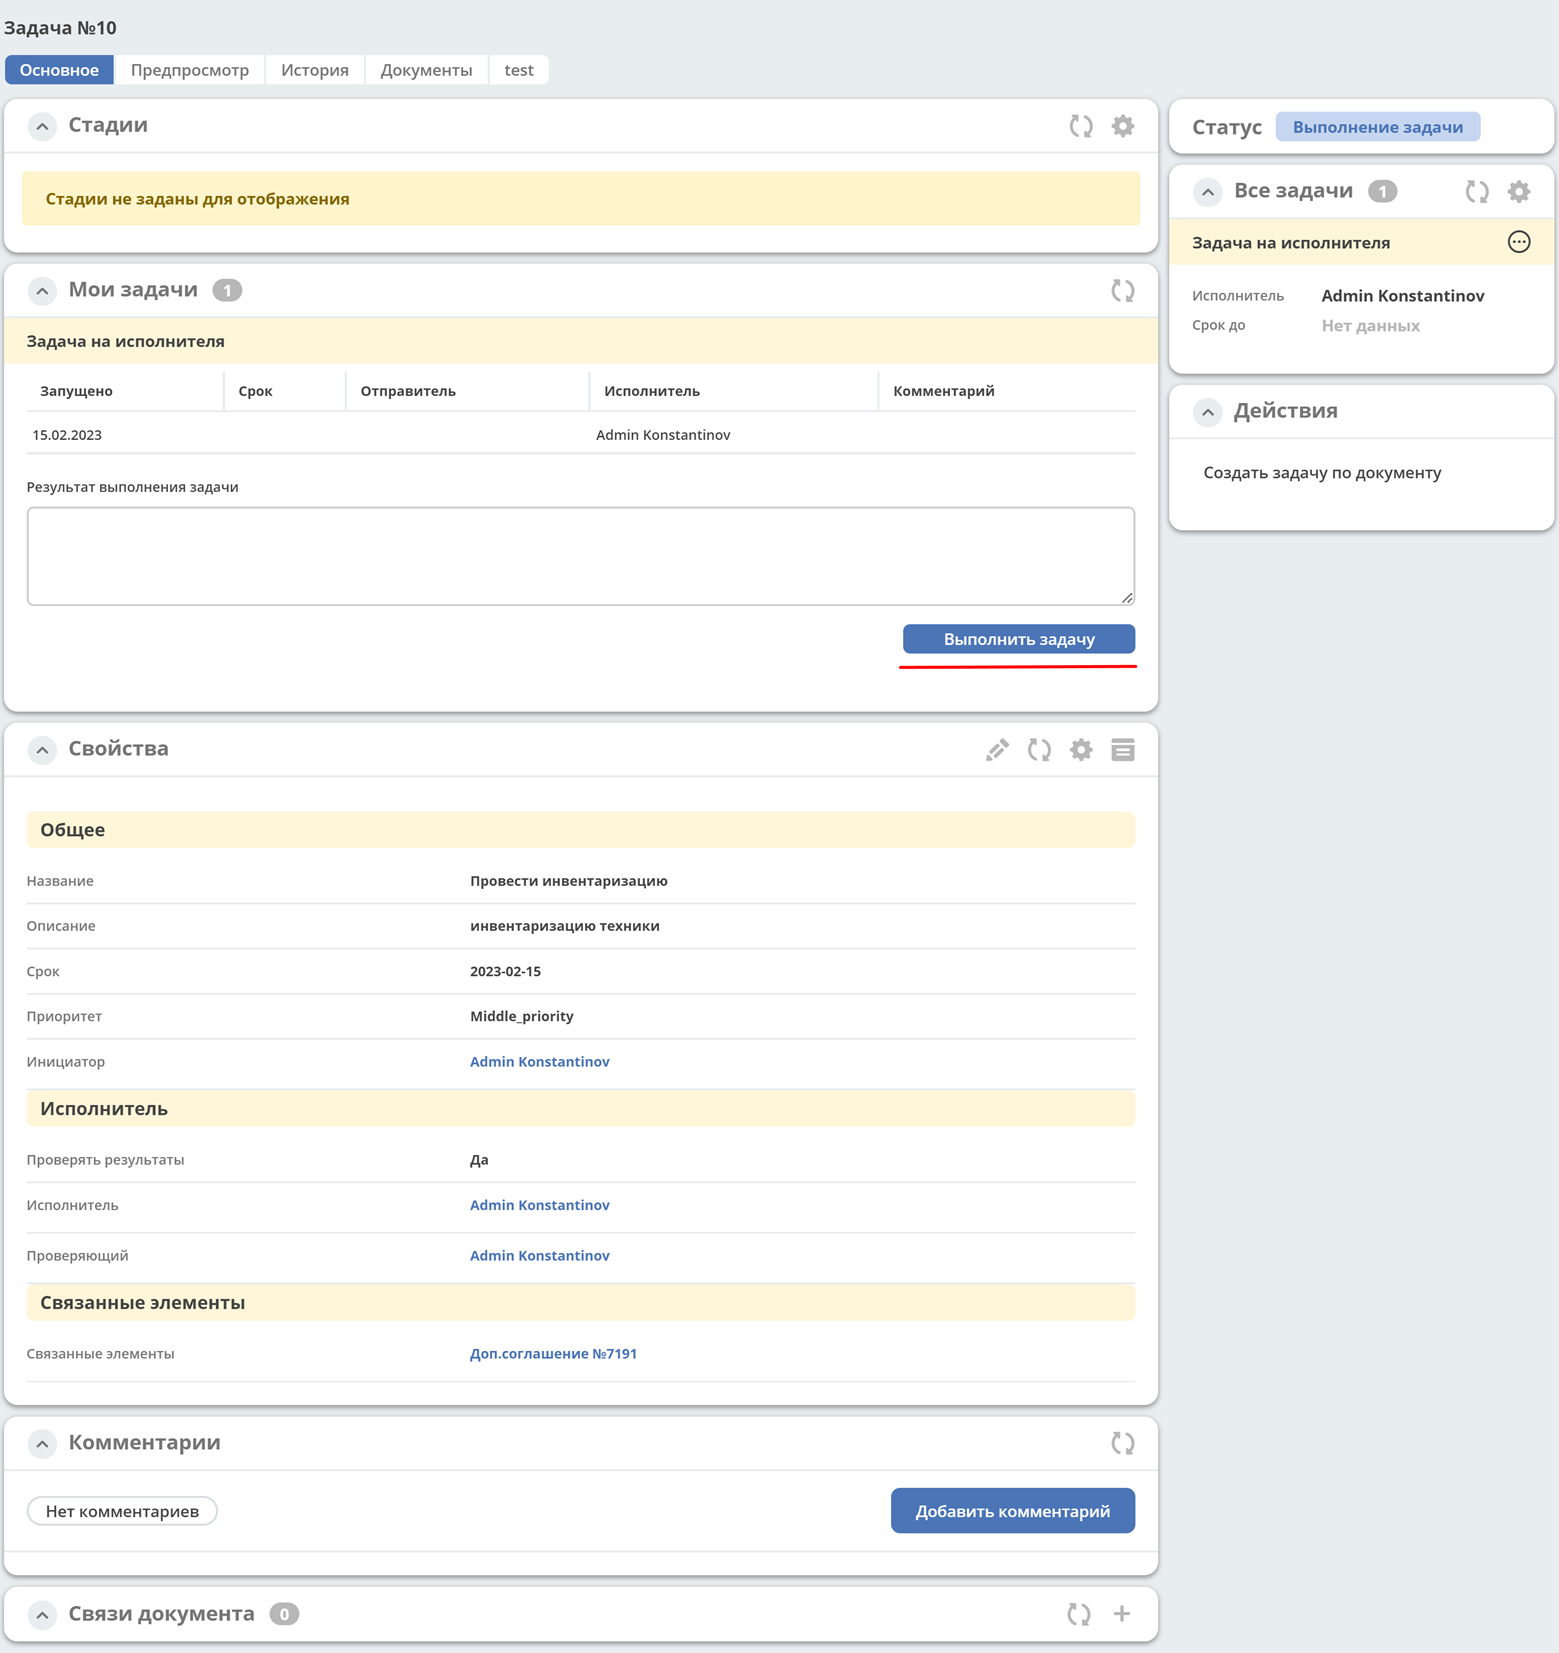 Задача №10
Основное
Предпросмотр
История
Документы
test
Стадии
Стадии не заданы для отображения
Мои задачи 1
Задача на исполнителя
Запущено Срок Отправитель Исполнитель Комментарий
15.02.2023 Admin Konstantinov
Результат выполнения задачи
Выполнить задачу
Свойства
Общее
Название Провести инвентаризацию
Описание инвентаризацию техники
Срок 2023-02-15
Приоритет Middle_priority
Инициатор Admin Konstantinov
Исполнитель
Проверять результаты Да
Исполнитель Admin Konstantinov
Проверяющий Admin Konstantinov
Связанные элементы
Связанные элементы Доп.соглашение №7191
Комментарии
Нет комментариев
Добавить комментарий
Связи документа 0
Статус Выполнение задачи
Все задачи 1
Задача на исполнителя
Исполнитель Admin Konstantinov
Срок до Нет данных
Действия
Создать задачу по документу